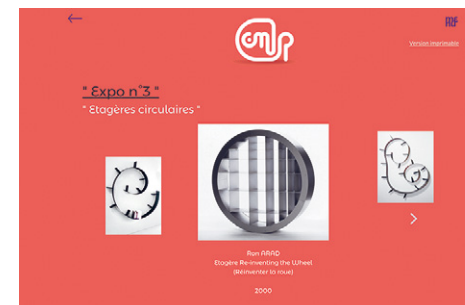 cmp
Version imprimable
" Expo n°3 "
" Etagères circulaires "
Ron ARAD
Etagère Re-inventing the Wheel
(Réinventer la roue)
2000